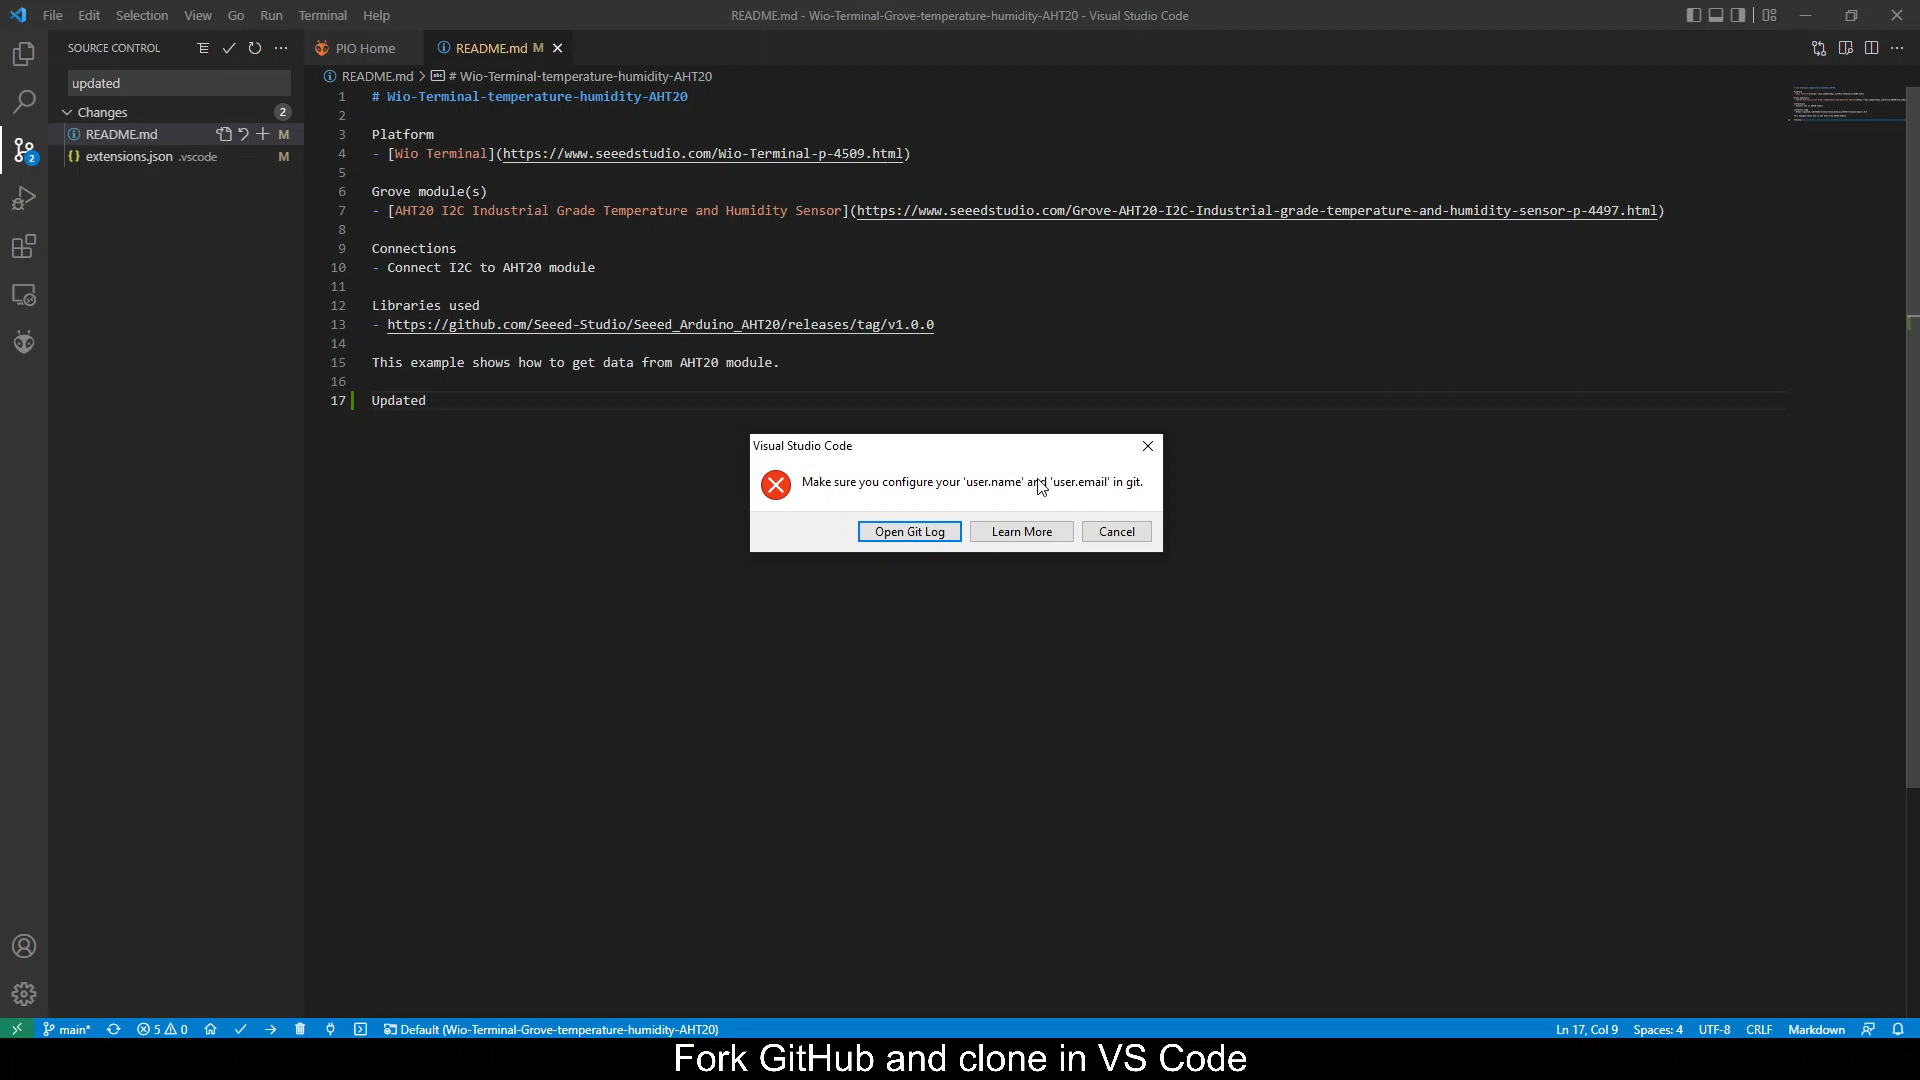 File Edit Selection View Go Run Terminal Help
README.md - Wio-Terminal-Grove-temperature-humidity-AHT20 - Visual Studio Code
SOURCE CONTROL
PIO Home
README.md M
updated
README.md > # Wio-Terminal-temperature-humidity-AHT20
Changes 2
README.md M
extensions.json .vscode M
2
1 # Wio-Terminal-temperature-humidity-AHT20
2
3 Platform
4 - [Wio Terminal](https://www.seeedstudio.com/Wio-Terminal-p-4509.html)
5
6 Grove module(s)
7 - [AHT20 I2C Industrial Grade Temperature and Humidity Sensor](https://www.seeedstudio.com/Grove-AHT20-I2C-Industrial-grade-temperature-and-humidity-sensor-p-4497.html)
8
9 Connections
10 - Connect I2C to AHT20 module
11
12 Libraries used
13 - https://github.com/Seeed-Studio/Seeed_Arduino_AHT20/releases/tag/v1.0.0
14
15 This example shows how to get data from AHT20 module.
16
17 Updated
Visual Studio Code
Make sure you configure your 'user.name' and 'user.email' in git.
Open Git Log Learn More Cancel
main* 5 0 Default (Wio-Terminal-Grove-temperature-humidity-AHT20) Ln 17, Col 9 Spaces: 4 UTF-8 CRLF Markdown
Fork GitHub and clone in VS Code